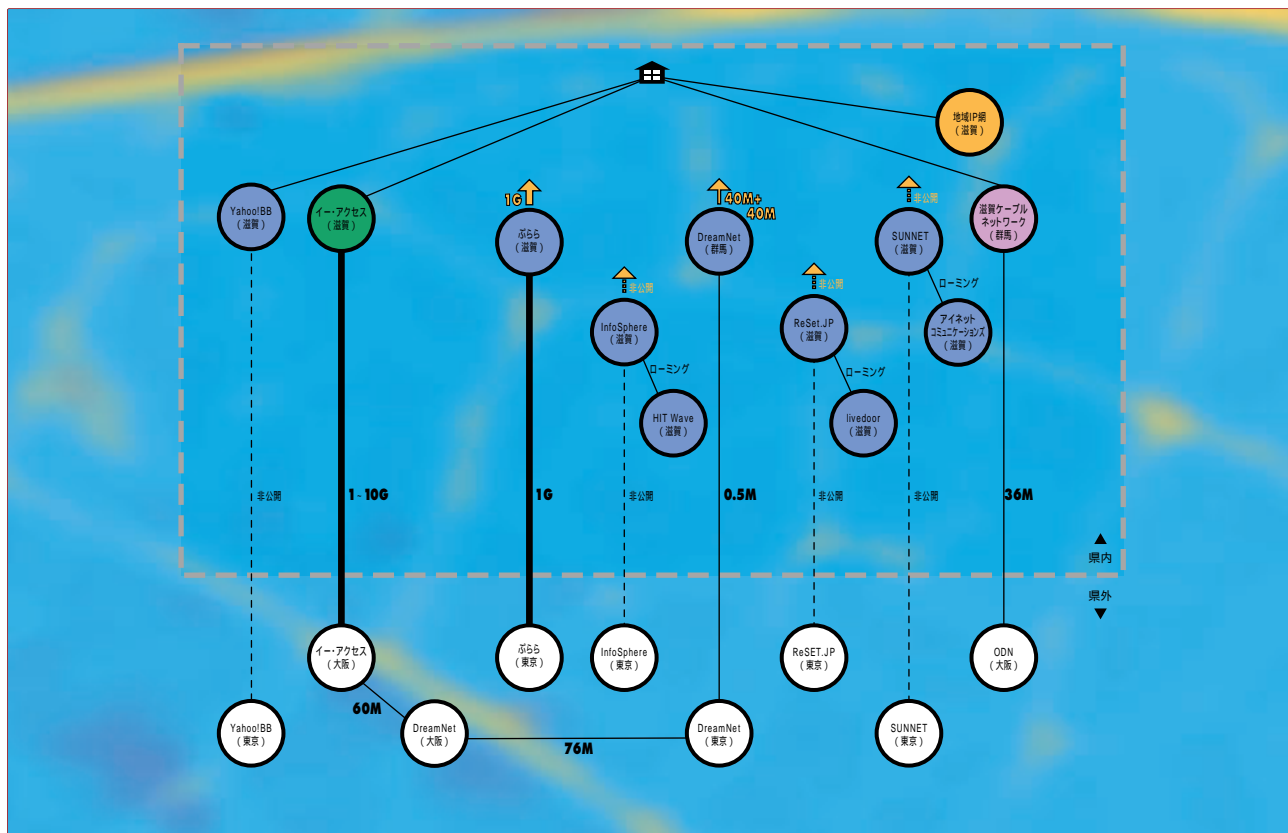 地域IP網
(滋賀)
Yahoo!BB
(滋賀)
イー・アクセス
(滋賀)
1G
ぷらら
(滋賀)
40M+
40M
DreamNet
(群馬)
非公開
SUNNET
(滋賀)
滋賀ケーブル
ネットワーク
(群馬)
非公開
InfoSphere
(滋賀)
非公開
ReSet.JP
(滋賀)
ローミング
アイネット
コミュニケーションズ
(滋賀)
ローミング
HIT Wave
(滋賀)
ローミング
livedoor
(滋賀)
非公開
1~10G
1G
非公開
0.5M
非公開
非公開
36M
▲
県内
県外
▼
イー・アクセス
(大阪)
ぷらら
(東京)
InfoSphere
(東京)
ReSET.JP
(東京)
ODN
(大阪)
60M
Yahoo!BB
(東京)
DreamNet
(大阪)
76M
DreamNet
(東京)
SUNNET
(東京)